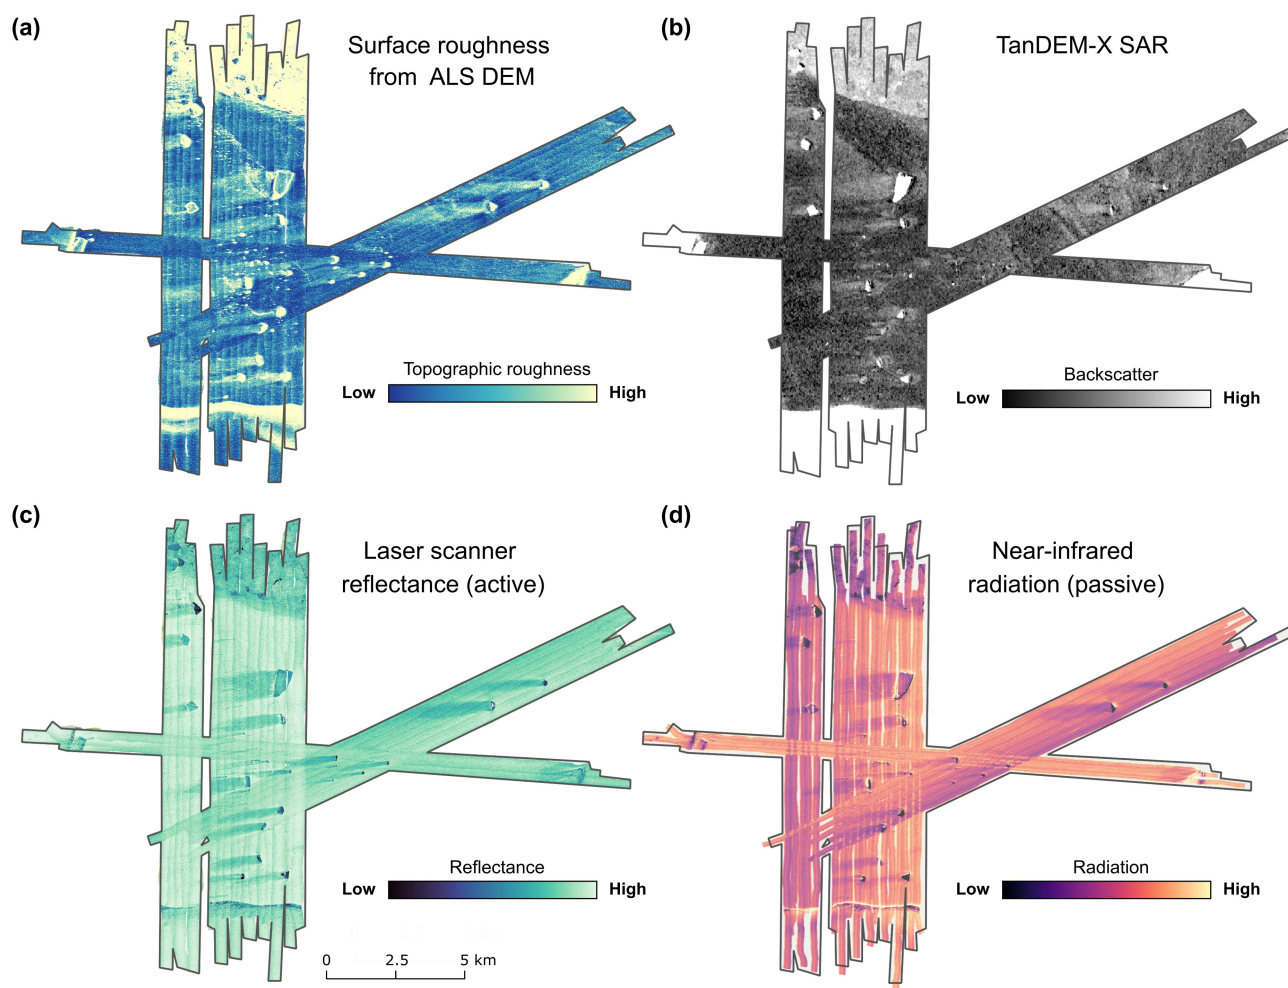 (a)
Surface roughness
from ALS DEM
Topographic roughness
Low
High
(b)
TanDEM-X SAR
Backscatter
Low
High
(c)
Laser scanner
reflectance (active)
Reflectance
Low
High
0
2.5
5 km
(d)
Near-infrared
radiation (passive)
Radiation
Low
High